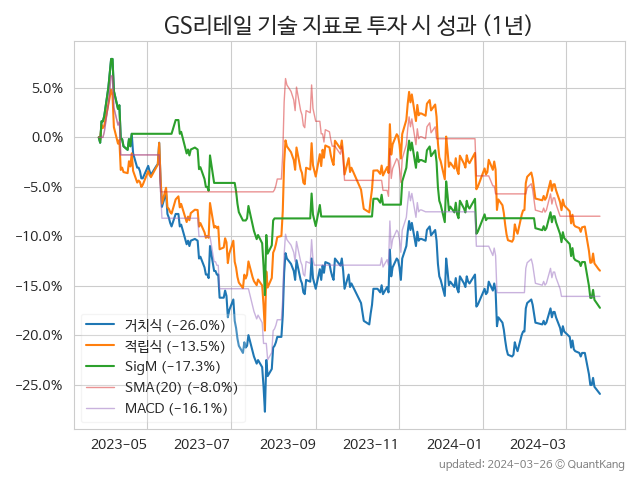 GS리테일 기술 지표로 투자 시 성과 (1년)
5.0%
0.0%
−5.0%
−10.0%
−15.0%
−20.0%
−25.0%
거치식 (−26.0%)
적립식 (−13.5%)
SigM (−17.3%)
SMA(20) (−8.0%)
MACD (−16.1%)
2023-05 2023-07 2023-09 2023-11 2024-01 2024-03
updated: 2024-03-26 © QuantKang